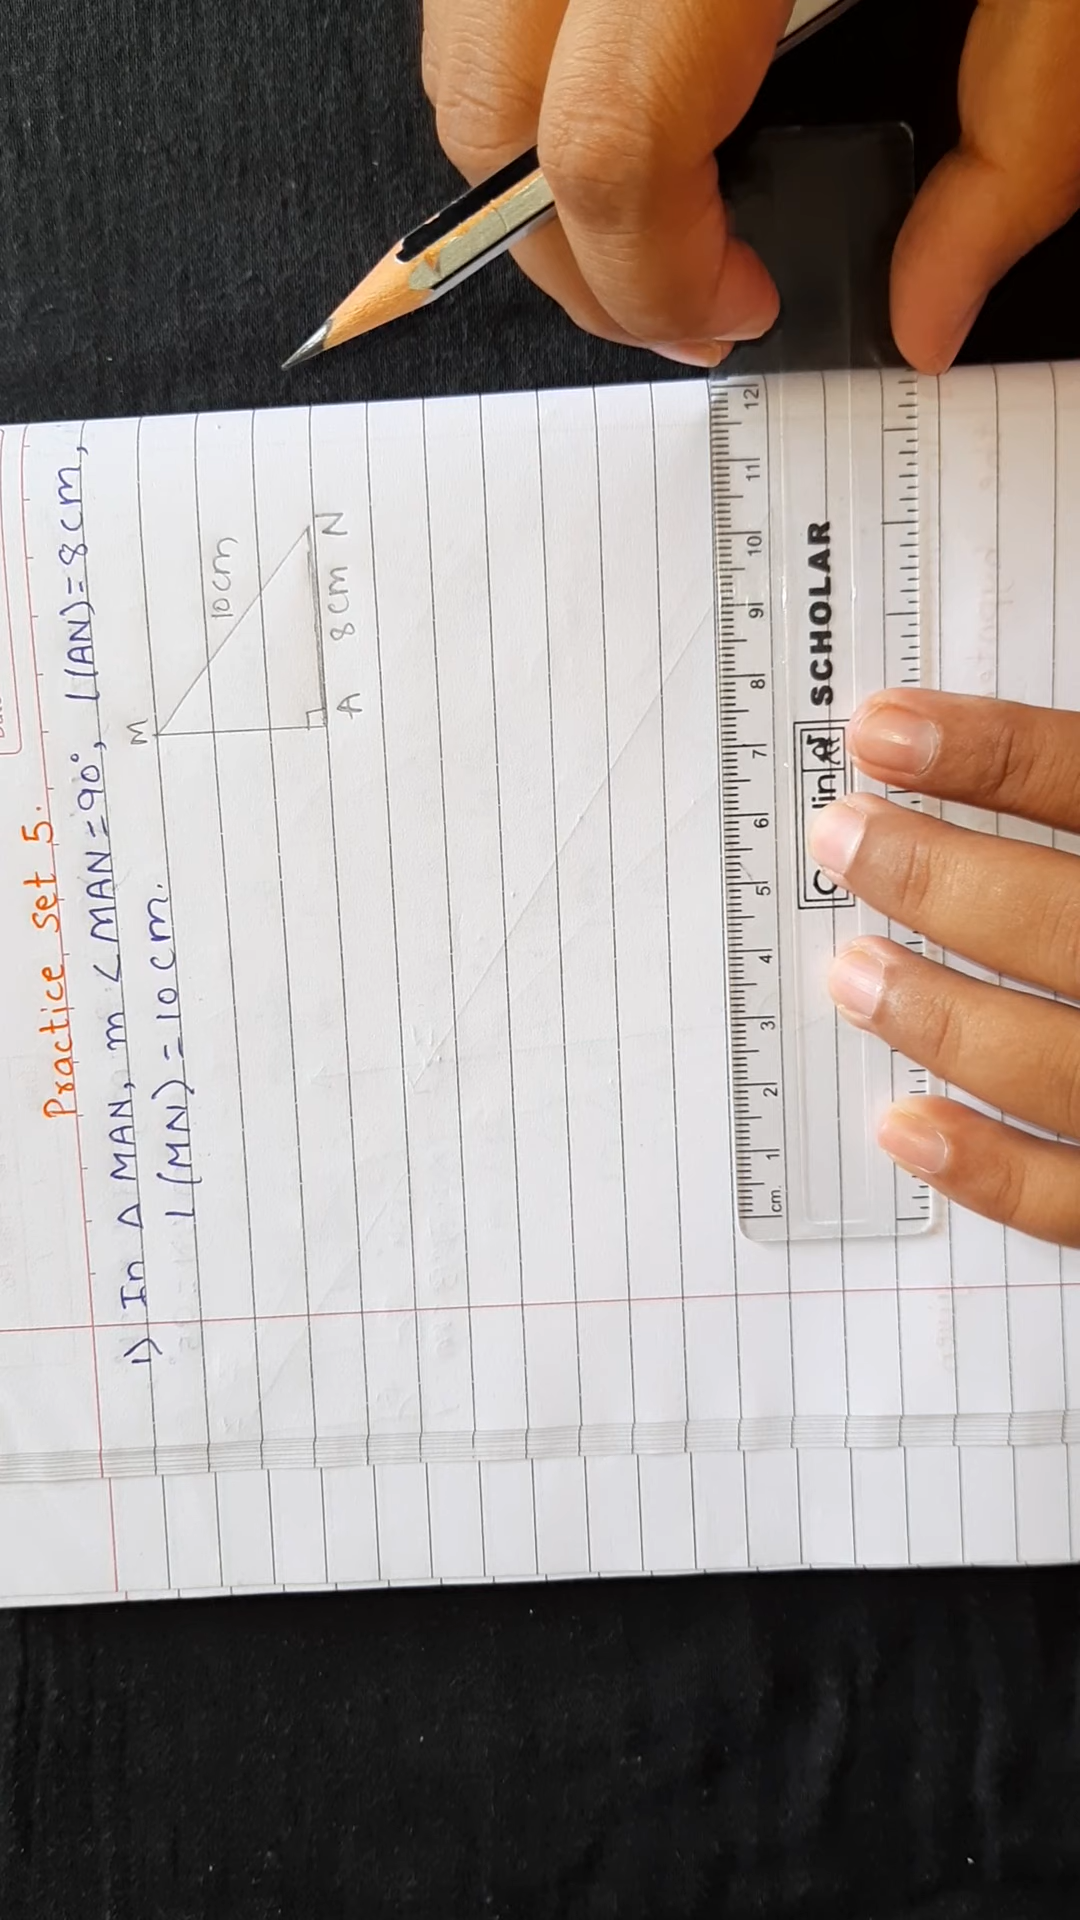 Practice set 5.
1) In △ MAN, m < MAN = 90°, l(AN) = 8cm,
l(MN) = 10cm.
M
10cm
A 8cm N
12 11 10 9 8 7 6 5 4 3 2 1 cm.
SCHOLAR